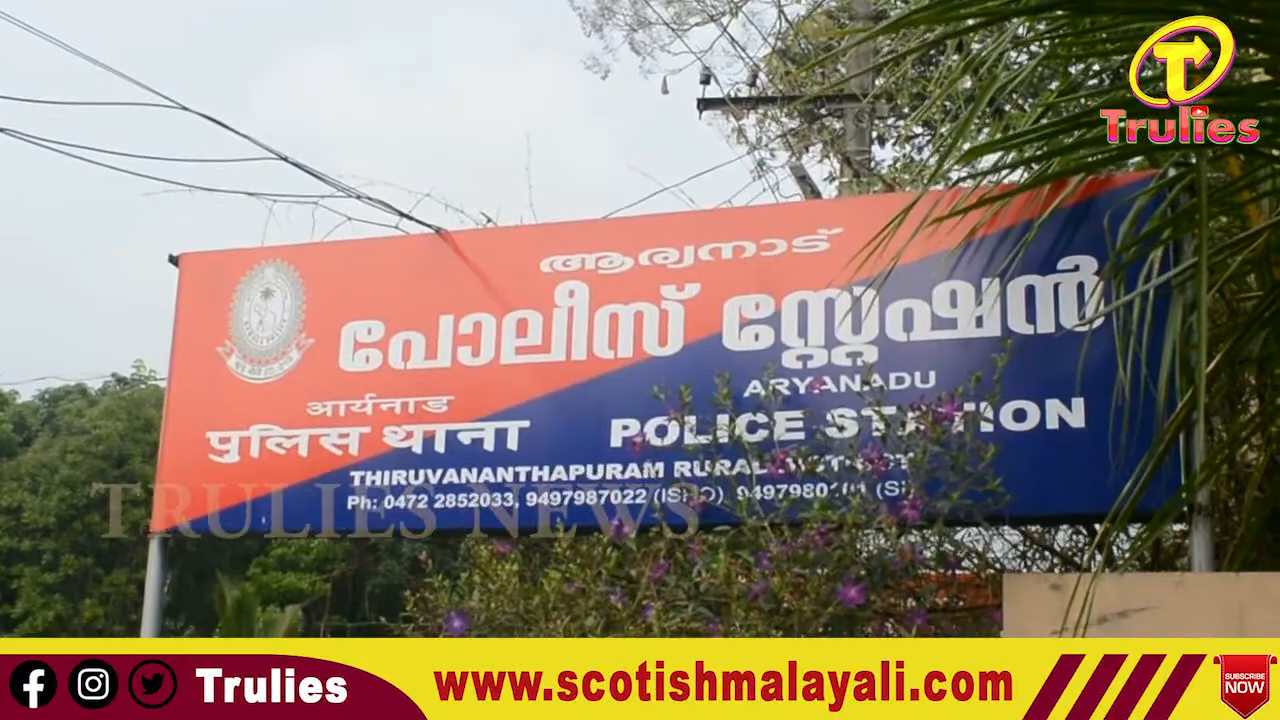 Trulies
ആര്യനാട്
പോലീസ് സ്റ്റേഷൻ
आर्यनाड
पुलिस थाना
ARYANADU
POLICE STATION
THIRUVANANTHAPURAM RURAL DISTRICT
Ph: 0472 2852033, 9497987022 (ISHO)
TRULIES NEWS
Trulies
www.scotishmalayali.com
SUBSCRIBE
NOW